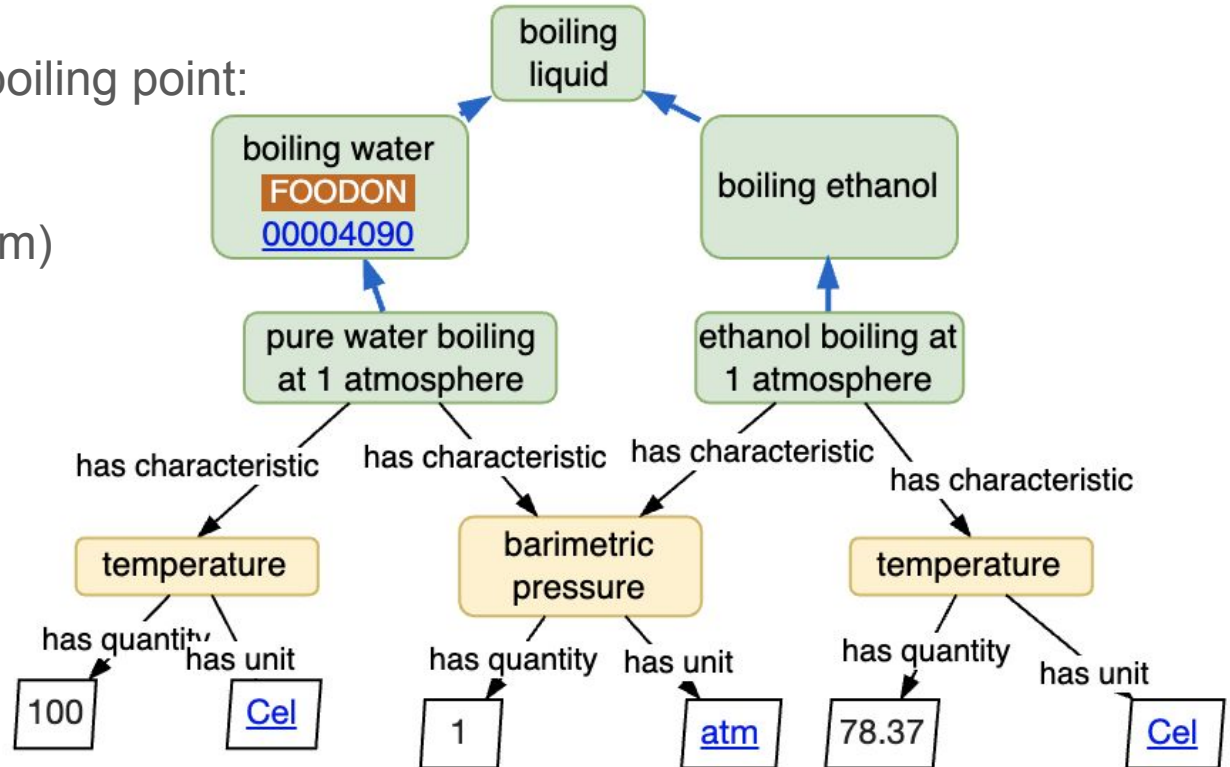 boiling point:
m)
boiling
liquid
boiling water
FOODON
00004090
boiling ethanol
pure water boiling
at 1 atmosphere
ethanol boiling at
1 atmosphere
has characteristic
has characteristic
has characteristic
has characteristic
temperature
barimetric
pressure
temperature
has quantity
has unit
has quantity
has unit
has quantity
has unit
100
Cel
1
atm
78.37
Cel